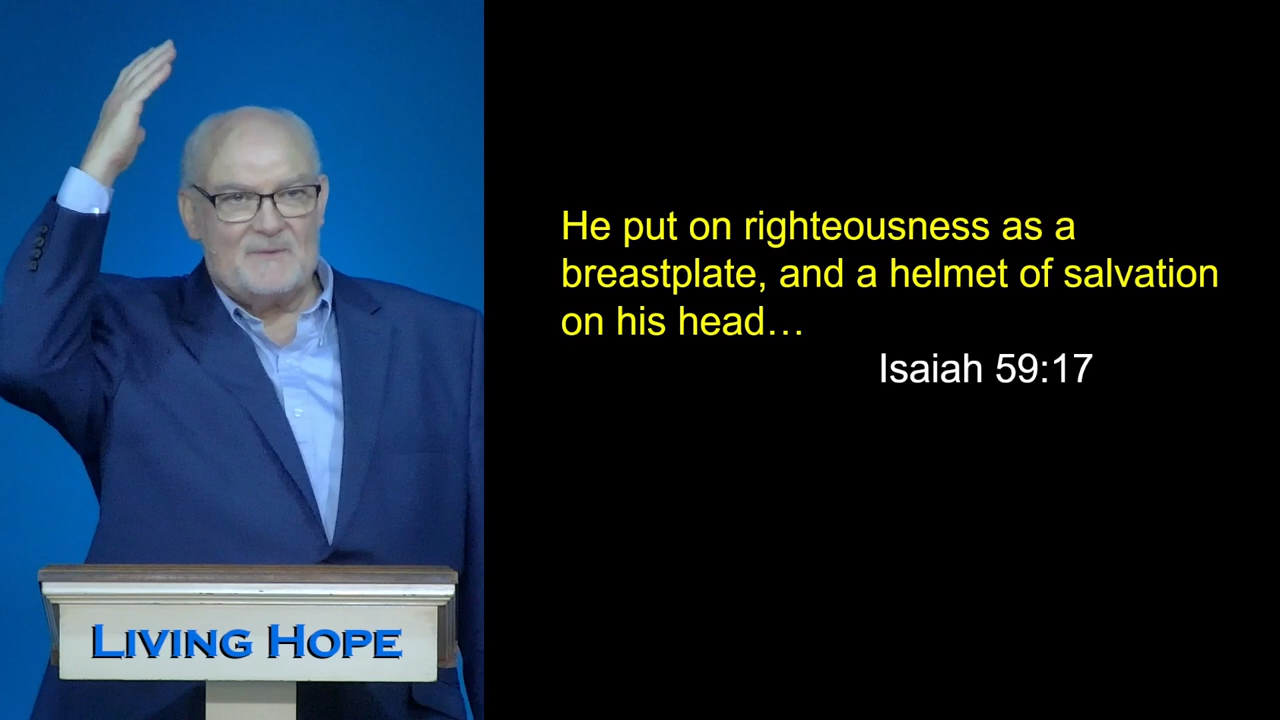 He put on righteousness as a
breastplate, and a helmet of salvation
on his head…
Isaiah 59:17
LIVING HOPE